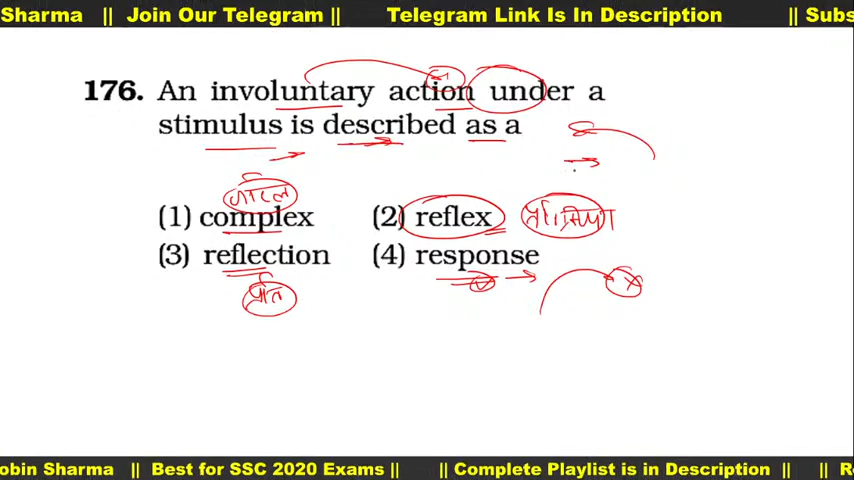 Sharma || Join Our Telegram || Telegram Link Is In Description || Subs
176. An involuntary action under a
stimulus is described as a
(1) complex (2) reflex
(3) reflection (4) response
obin Sharma || Best for SSC 2020 Exams || || Complete Playlist is in Description || || R